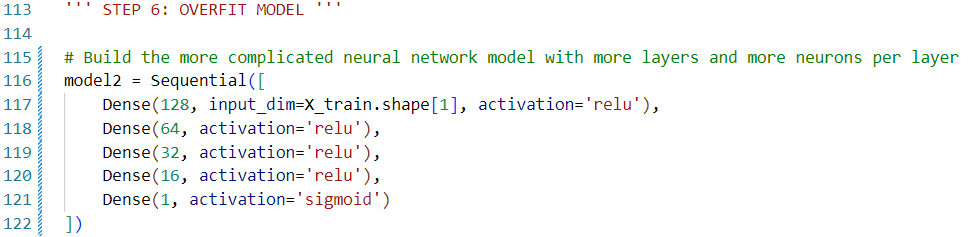 113 ''' STEP 6: OVERFIT MODEL '''
114
115 # Build the more complicated neural network model with more layers and more neurons per layer
116 model2 = Sequential([
117     Dense(128, input_dim=X_train.shape[1], activation='relu'),
118     Dense(64, activation='relu'),
119     Dense(32, activation='relu'),
120     Dense(16, activation='relu'),
121     Dense(1, activation='sigmoid')
122 ])